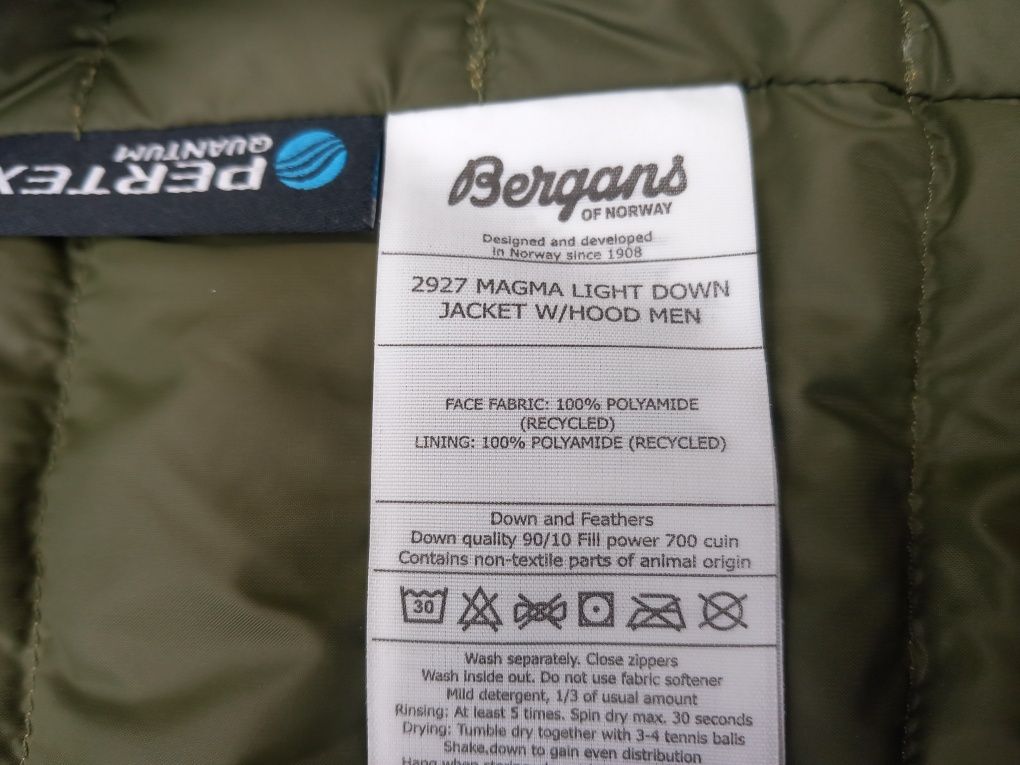 PERTEX
QUANTUM
Bergans
OF NORWAY
Designed and developed
in Norway since 1908
2927 MAGMA LIGHT DOWN
JACKET W/HOOD MEN
FACE FABRIC: 100% POLYAMIDE
(RECYCLED)
LINING: 100% POLYAMIDE (RECYCLED)
Down and Feathers
Down quality 90/10 Fill power 700 cuin
Contains non-textile parts of animal origin
30
Wash separately. Close zippers
Wash inside out. Do not use fabric softener
Mild detergent, 1/3 of usual amount
Rinsing: At least 5 times. Spin dry max. 30 seconds
Drying: Tumble dry together with 3-4 tennis balls
Shake,down to gain even distribution
Hang when